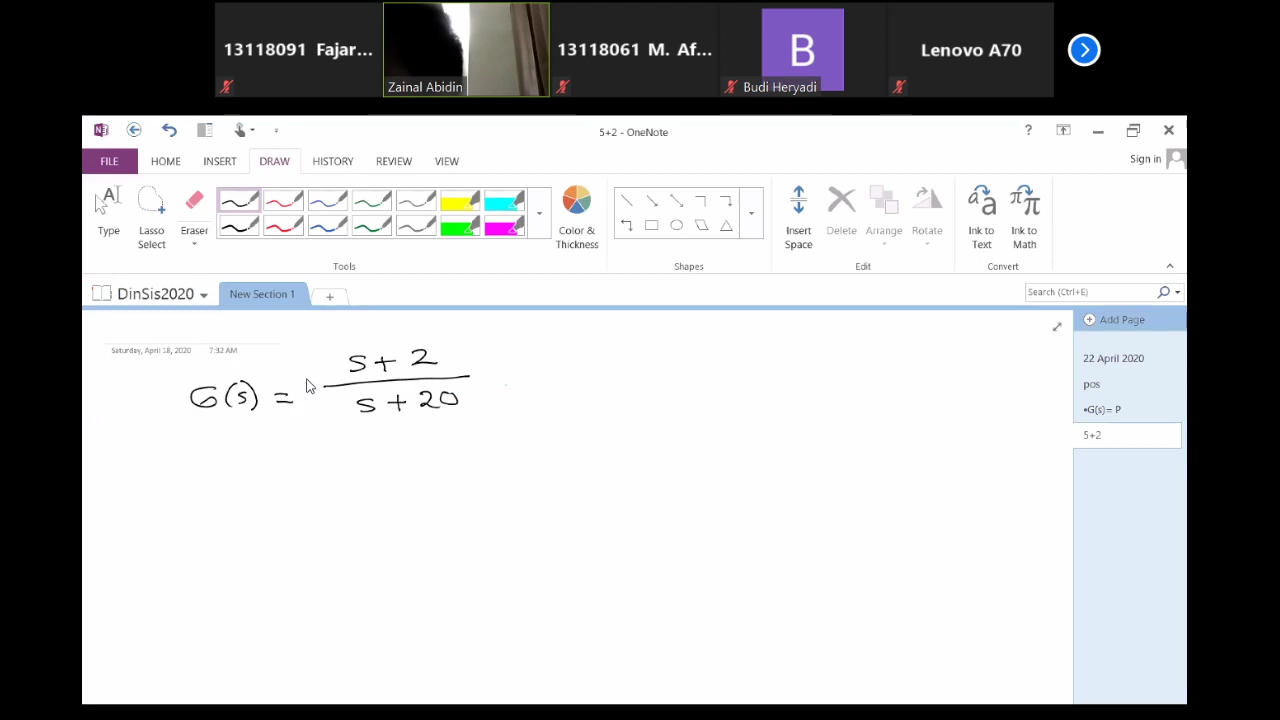 13118091 Fajar...
Zainal Abidin
13118061 M. Af...
B
Budi Heryadi
Lenovo A70
5+2 - OneNote
?
FILE HOME INSERT DRAW HISTORY REVIEW VIEW
Sign in
Type
Lasso Select
Eraser
Color & Thickness
Insert Space
Delete
Arrange
Rotate
Ink to Text
Ink to Math
Tools
Shapes
Edit
Convert
DinSis2020
New Section 1
Search (Ctrl+E)
Add Page
Saturday, April 18, 2020 7:32 AM
22 April 2020
pos
•G(s)= P
5+2
s + 2
G(s) =
s + 20